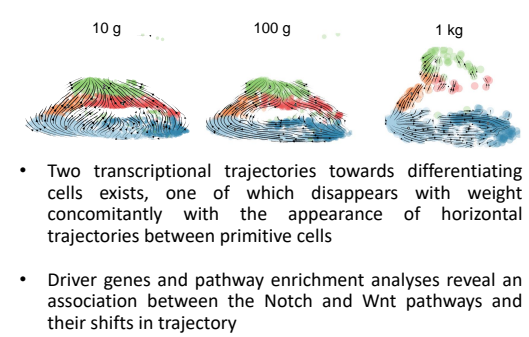 10 g 100 g 1 kg
• Two transcriptional trajectories towards differentiating
cells exists, one of which disappears with weight
concomitantly with the appearance of horizontal
trajectories between primitive cells
• Driver genes and pathway enrichment analyses reveal an
association between the Notch and Wnt pathways and
their shifts in trajectory